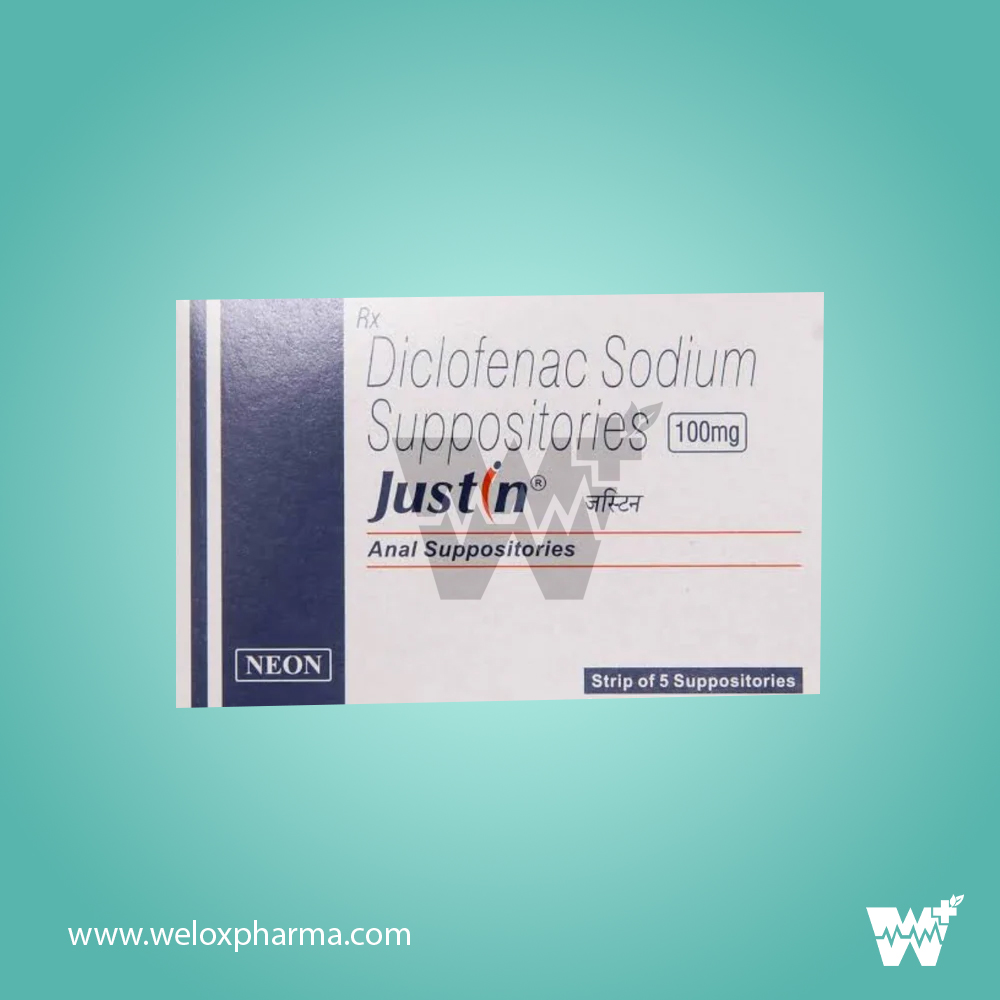 Rx
Diclofenac Sodium
Suppositories 100mg
Justin® जस्टिन
Anal Suppositories
NEON
Strip of 5 Suppositories
www.weloxpharma.com
W